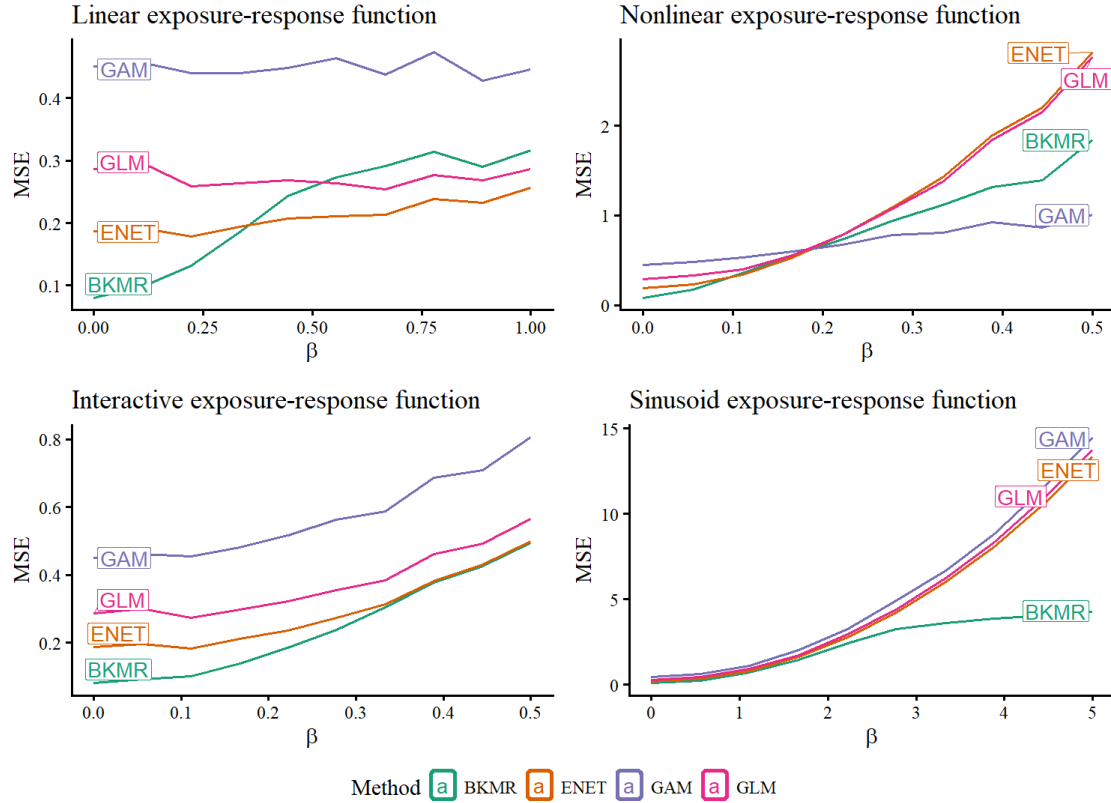 Linear exposure-response function
MSE
0.4
0.3
0.2
0.1
GAM
GLM
ENET
BKMR
0.00 0.25 0.50 0.75 1.00
β
Nonlinear exposure-response function
MSE
2
1
0
ENET
GLM
BKMR
GAM
0.0 0.1 0.2 0.3 0.4 0.5
β
Interactive exposure-response function
MSE
0.8
0.6
0.4
0.2
GAM
GLM
ENET
BKMR
0.0 0.1 0.2 0.3 0.4 0.5
β
Sinusoid exposure-response function
MSE
15
10
5
0
GAM
ENET
GLM
BKMR
0 1 2 3 4 5
β
Method a BKMR a ENET a GAM a GLM